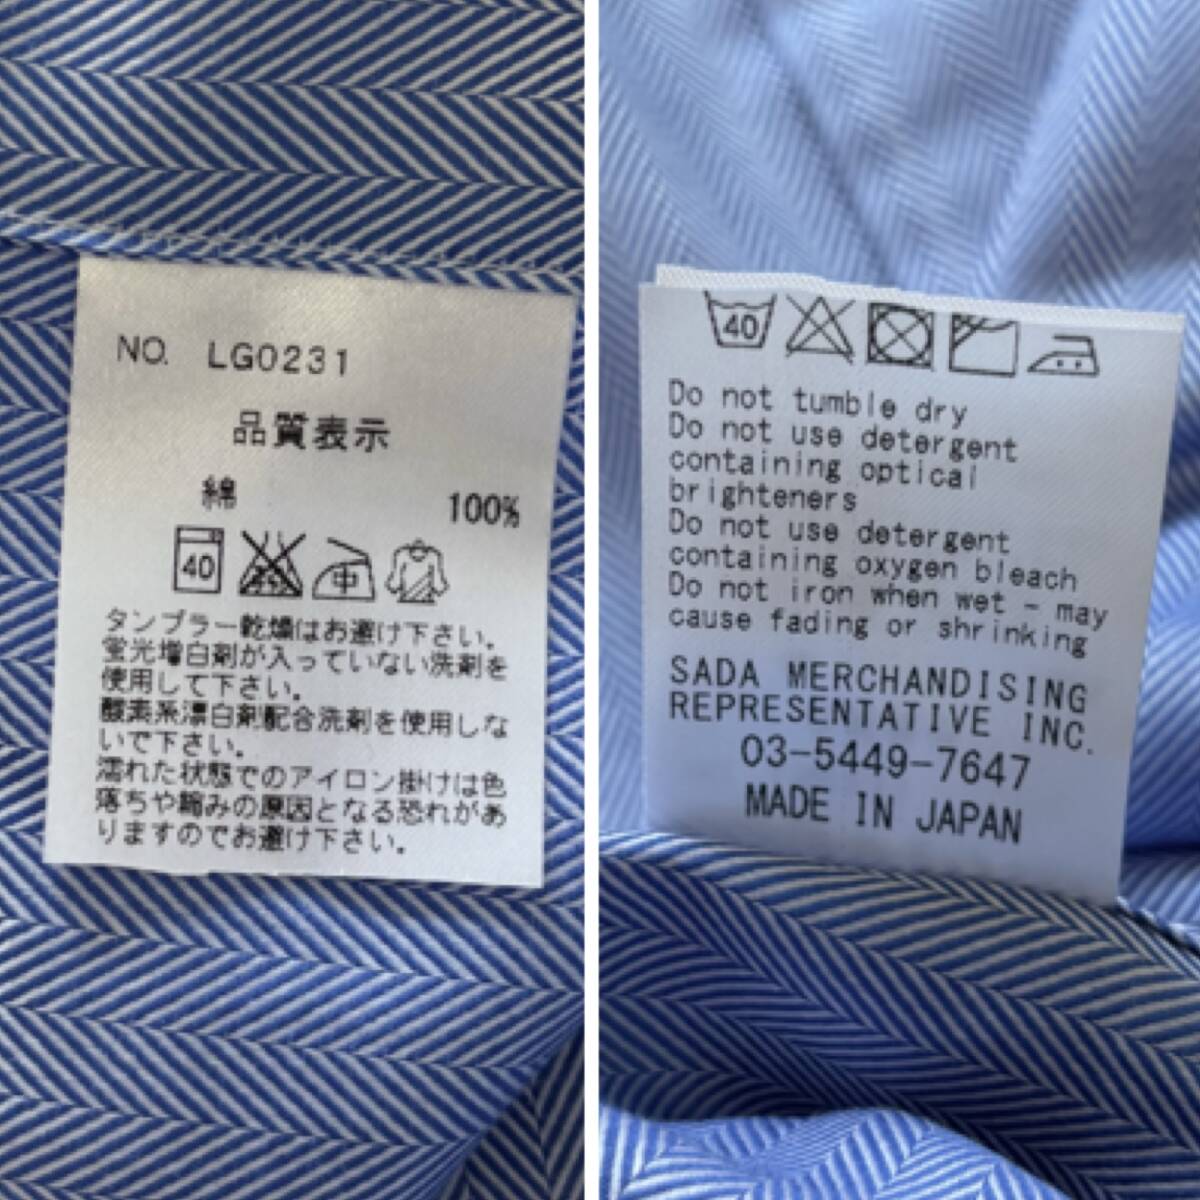 NO. LG0231
品質表示
綿 100%
40 中
タンブラー乾燥はお避け下さい。
蛍光増白剤が入っていない洗剤を
使用して下さい。
酸素系漂白剤配合洗剤を使用しな
いで下さい。
濡れた状態でのアイロン掛けは色
落ちや縮みの原因となる恐れがあ
りますのでお避け下さい。
40
Do not tumble dry
Do not use detergent
containing optical
brighteners
Do not use detergent
containing oxygen bleach
Do not iron when wet - may
cause fading or shrinking
SADA MERCHANDISING
REPRESENTATIVE INC.
03-5449-7647
MADE IN JAPAN